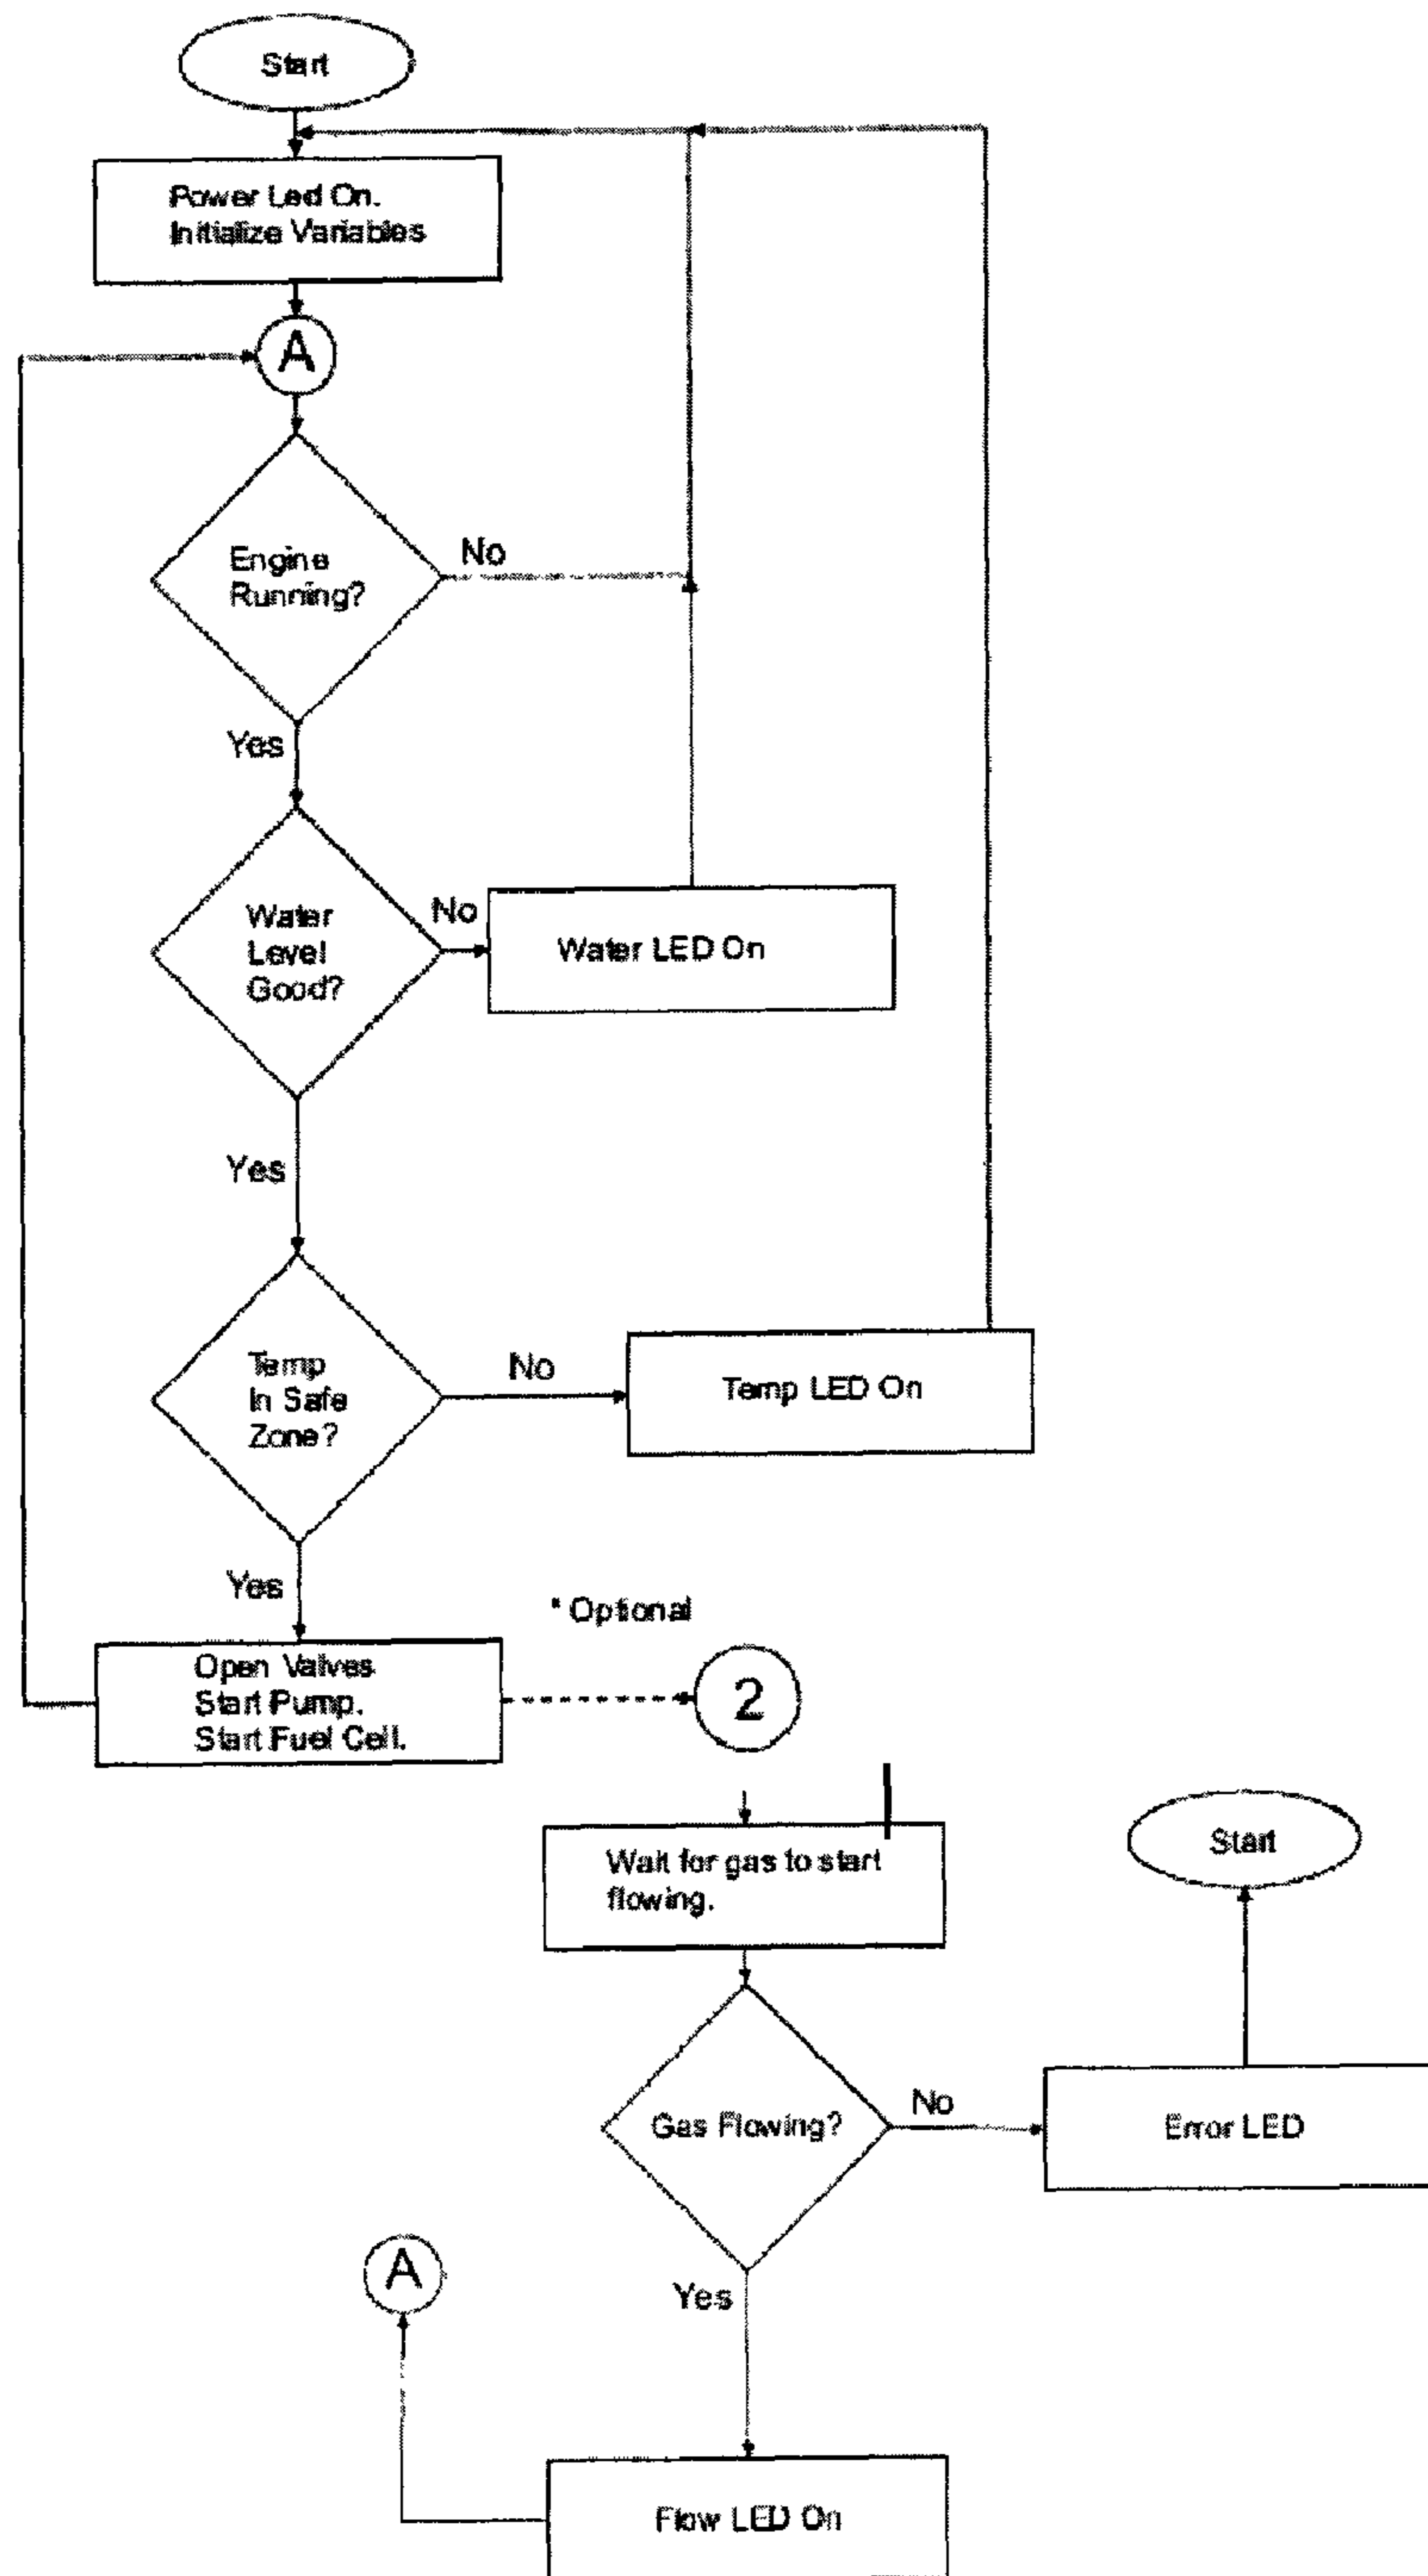 Start
Power Led On.
Initialize Variables
A
Engine
Running?
No
Yes
Water
Level
Good?
No
Water LED On
Yes
Temp
In Safe
Zone?
No
Temp LED On
Yes
* Optional
Open Valves
Start Pump.
Start Fuel Cell.
2
Wait for gas to start
flowing.
Start
Gas Flowing?
No
Error LED
A
Yes
Flow LED On